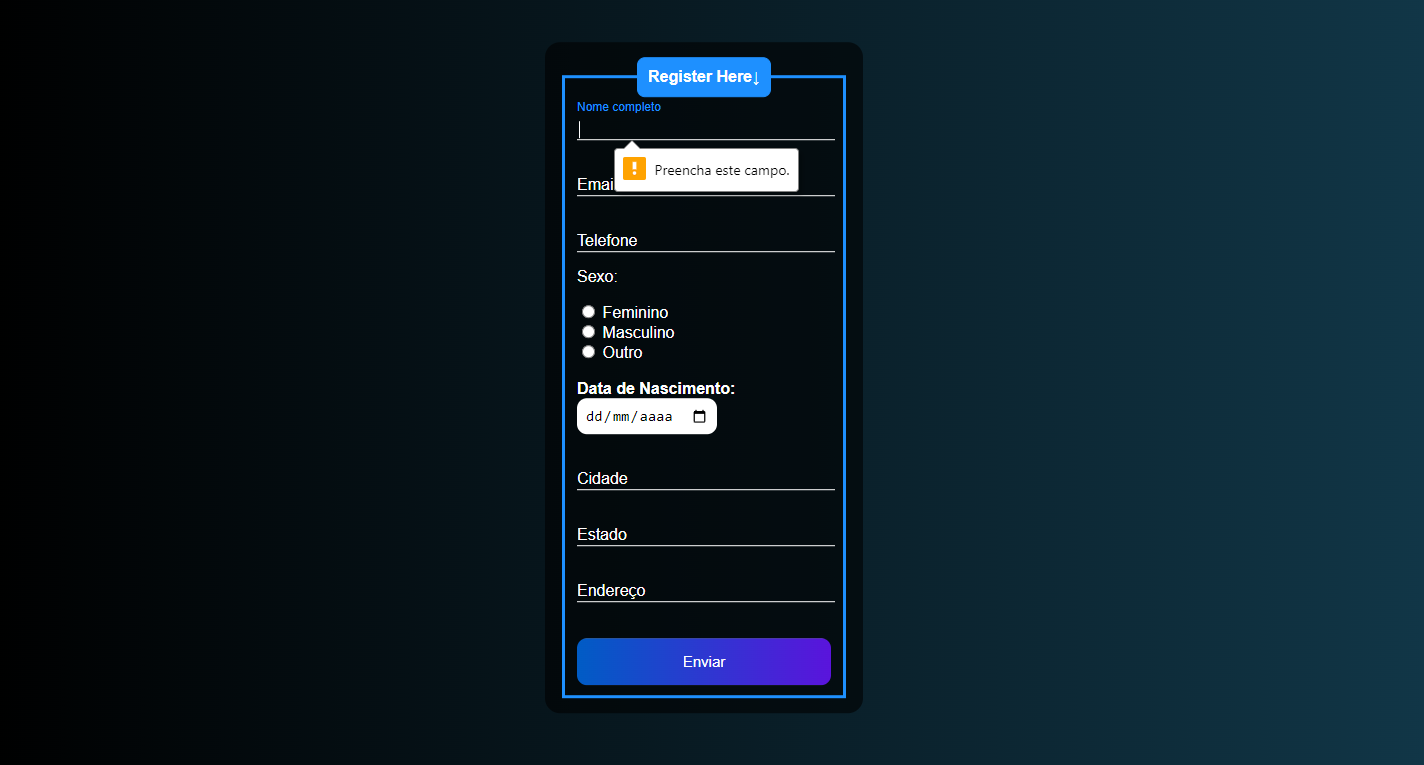 Register Here↓
Nome completo
Preencha este campo.
Emai
Telefone
Sexo:
Feminino
Masculino
Outro
Data de Nascimento:
dd/mm/aaaa
Cidade
Estado
Endereço
Enviar